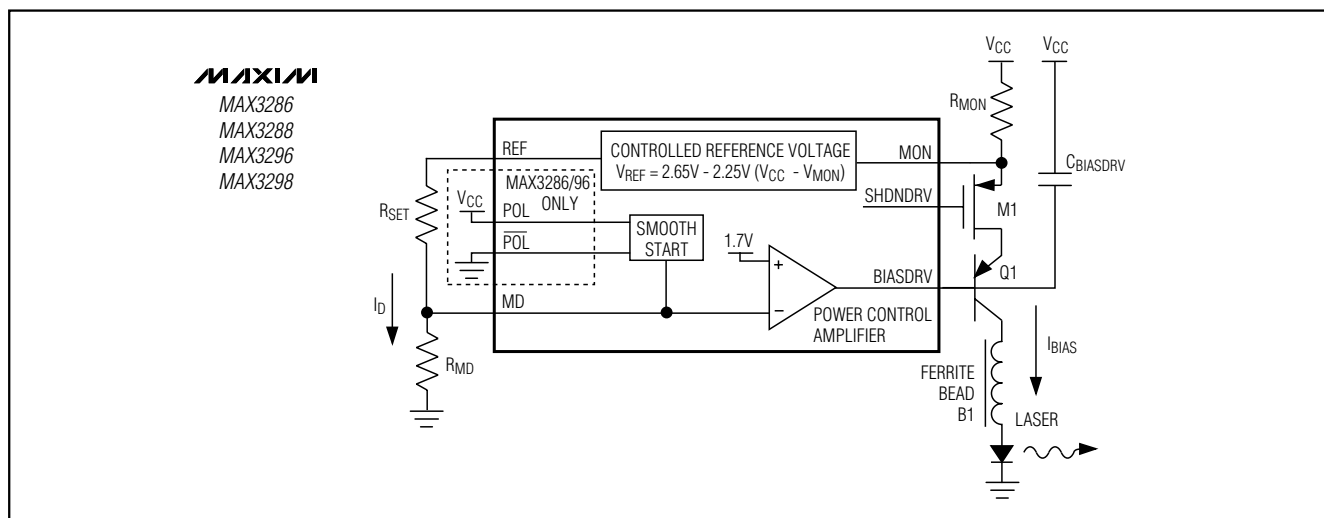 MAXIM
MAX3286
MAX3288
MAX3296
MAX3298
VCC
VCC
RMON
REF
CONTROLLED REFERENCE VOLTAGE
VREF = 2.65V - 2.25V (VCC - VMON)
MON
CBIASDRV
MAX3286/96
ONLY
VCC
POL
POL
SMOOTH
START
SHDNDRV
M1
RSET
1.7V
+
−
BIASDRV
Q1
ID
MD
POWER CONTROL
AMPLIFIER
RMD
IBIAS
FERRITE
BEAD
B1
LASER